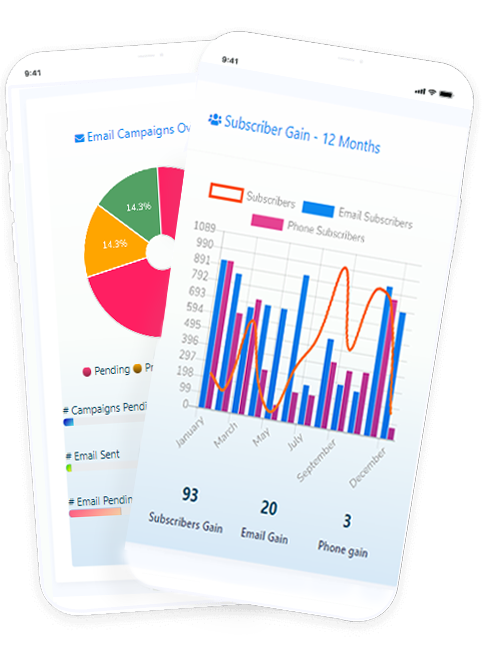 9:41
Email Campaigns Ov
14.3%
14.3%
Pending
# Campaigns Pendi
# Email Sent
# Email Pendin
9:41
Subscriber Gain - 12 Months
Subscribers
Email Subscribers
Phone Subscribers
1089
990
891
792
693
594
495
396
297
198
99
0
January
March
May
July
September
December
93
20
3
Subscribers Gain
Email Gain
Phone gain